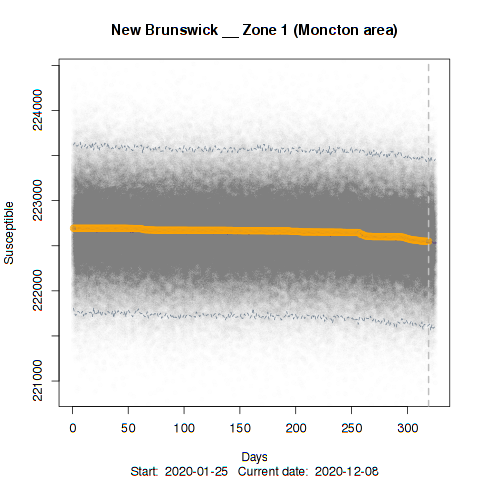 New Brunswick __ Zone 1 (Moncton area)
224000
223000
222000
221000
Susceptible
0 50 100 150 200 250 300
Days
Start: 2020-01-25 Current date: 2020-12-08